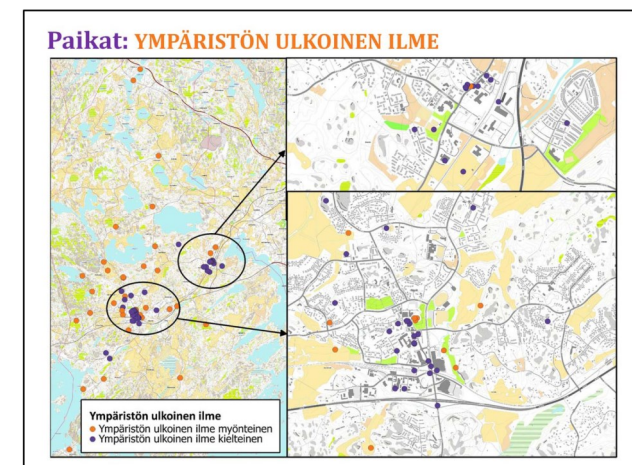 Paikat: YMPÄRISTÖN ULKOINEN ILME
Ympäristön ulkoinen ilme
Ympäristön ulkoinen ilme myönteinen
Ympäristön ulkoinen ilme kielteinen